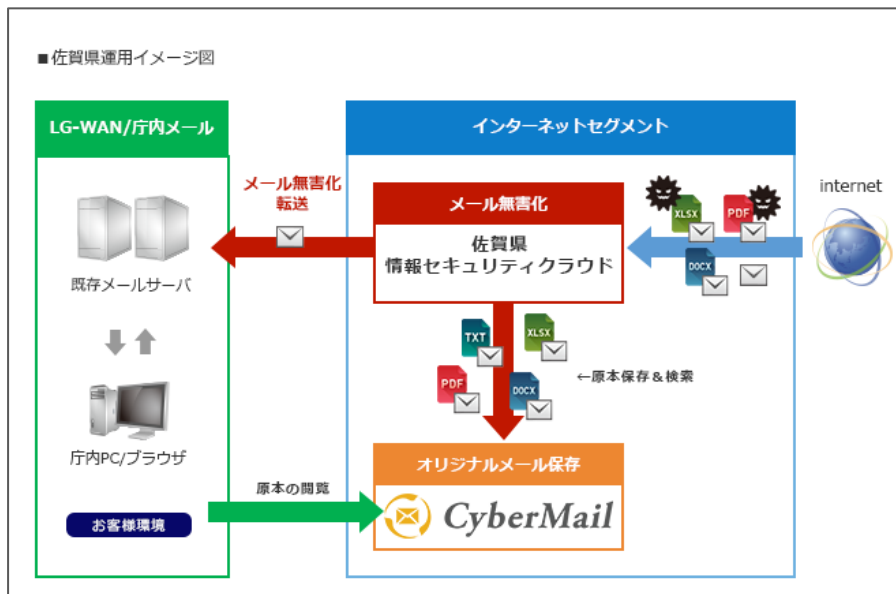 ■佐賀県運用イメージ図
LG-WAN/庁内メール
インターネットセグメント
メール無害化
転送
メール無害化
佐賀県
情報セキュリティクラウド
XLSX
PDF
DOCX
internet
既存メールサーバ
TXT
XLSX
PDF
DOCX
←原本保存＆検索
庁内PC/ブラウザ
原本の閲覧
お客様環境
オリジナルメール保存
CyberMail